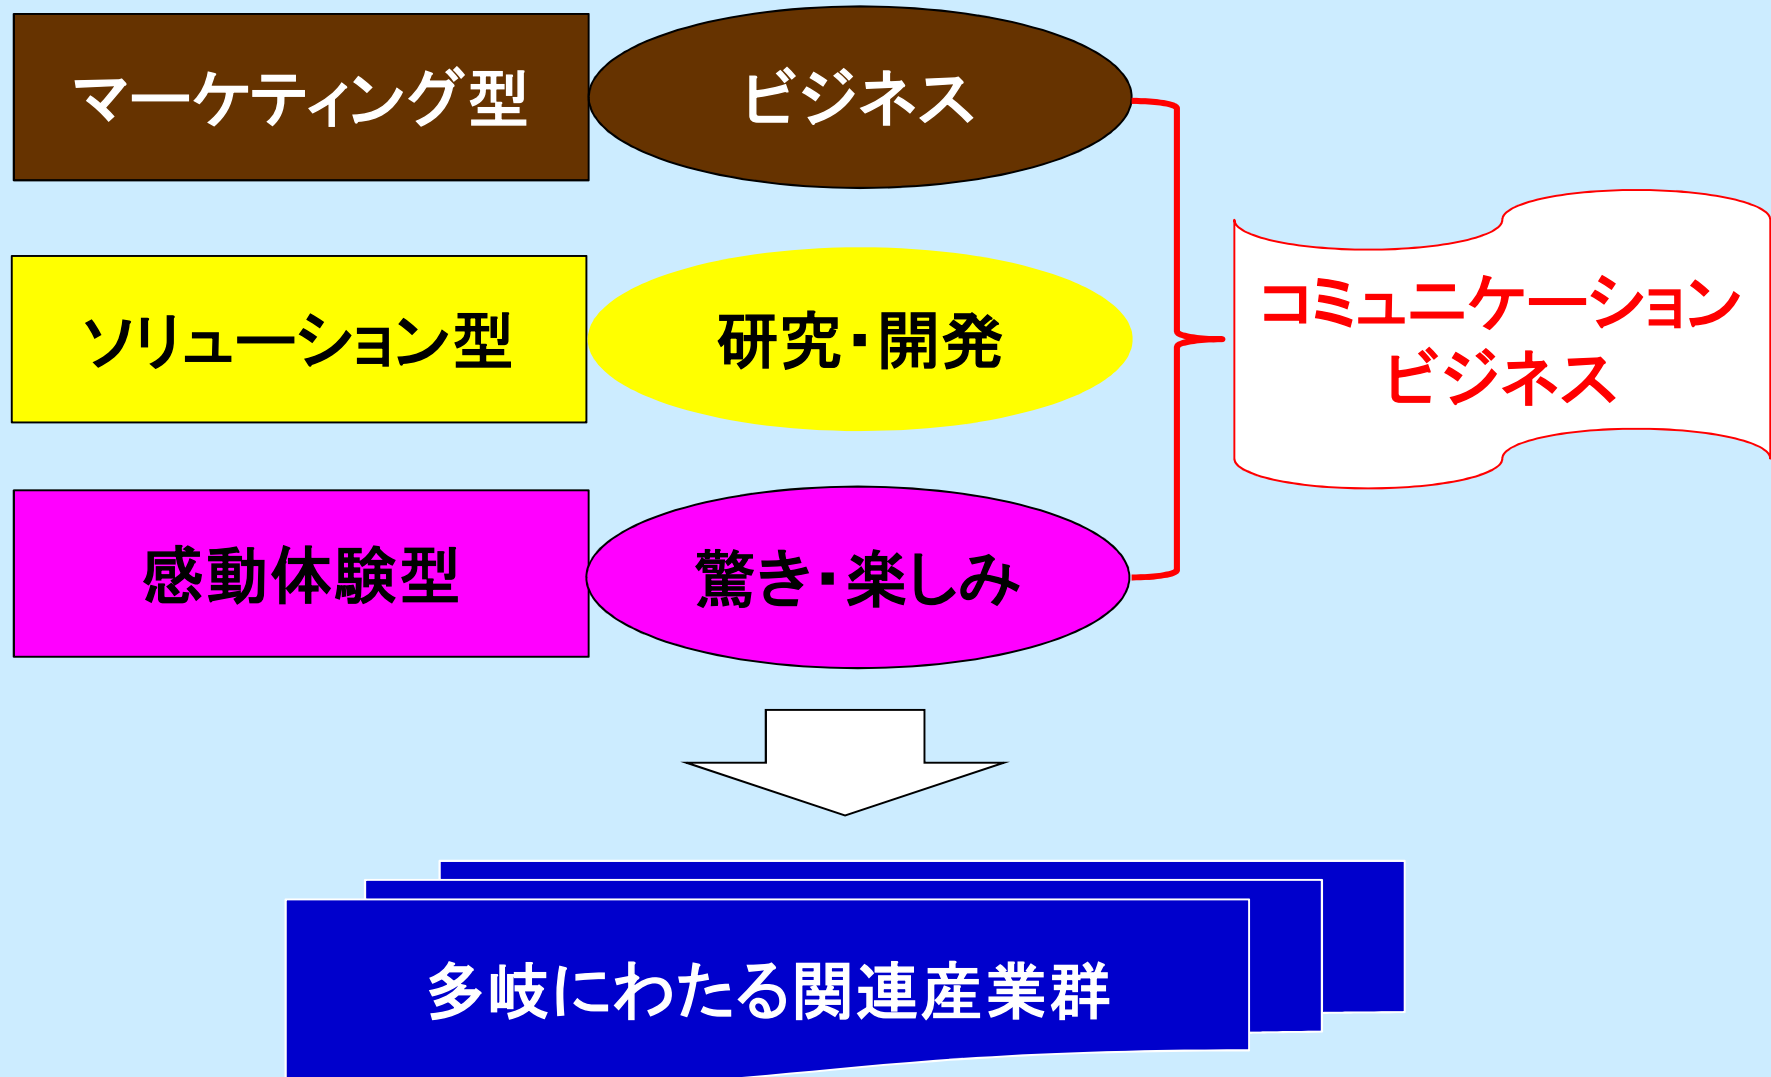 マーケティング型
ビジネス
ソリューション型
研究・開発
コミュニケーション
ビジネス
感動体験型
驚き・楽しみ
多岐にわたる関連産業群